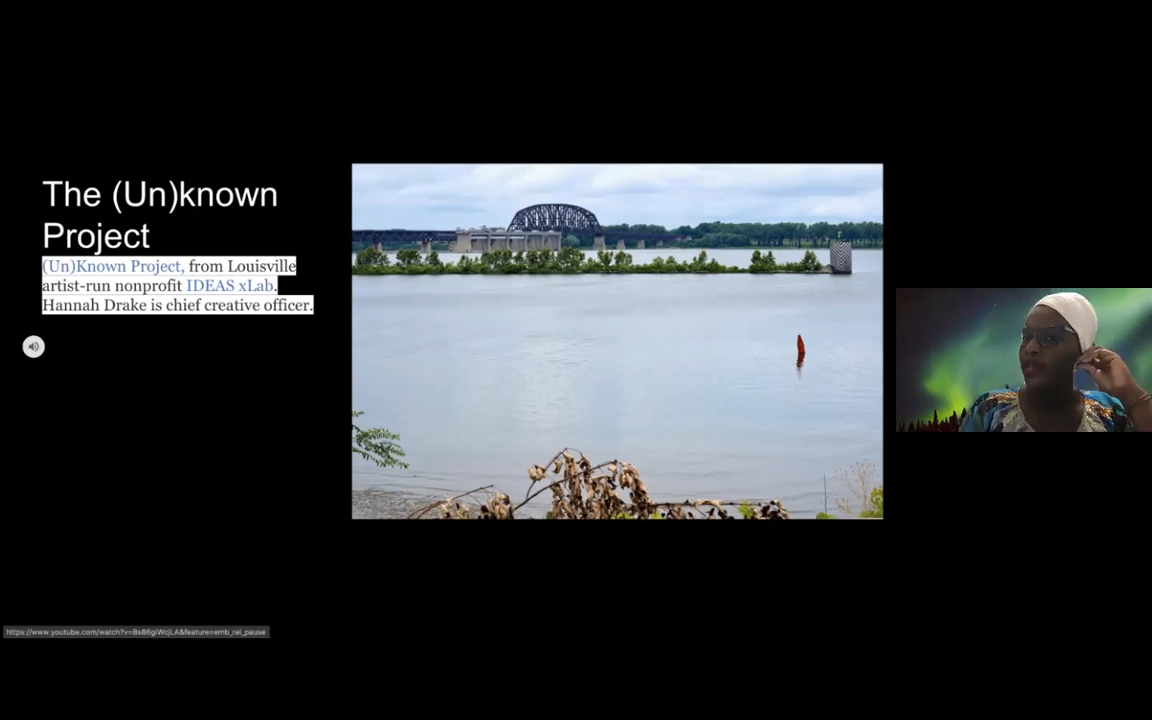 The (Un)known
Project
(Un)Known Project, from Louisville
artist-run nonprofit IDEAS xLab.
Hannah Drake is chief creative officer.
https://www.youtube.com/watch?v=Bs86giWcjLA&feature=emb_rel_pause